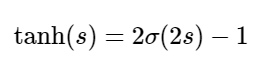 tanh(s) = 2σ(2s) − 1